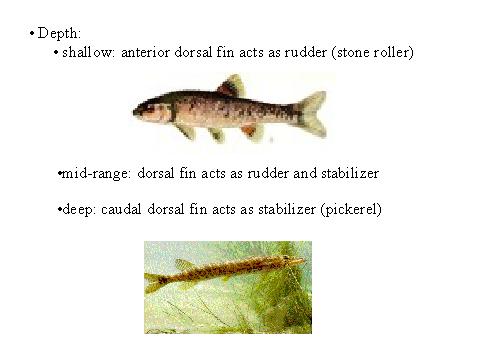 • Depth:
• shallow: anterior dorsal fin acts as rudder (stone roller)
•mid-range: dorsal fin acts as rudder and stabilizer
•deep: caudal dorsal fin acts as stabilizer (pickerel)